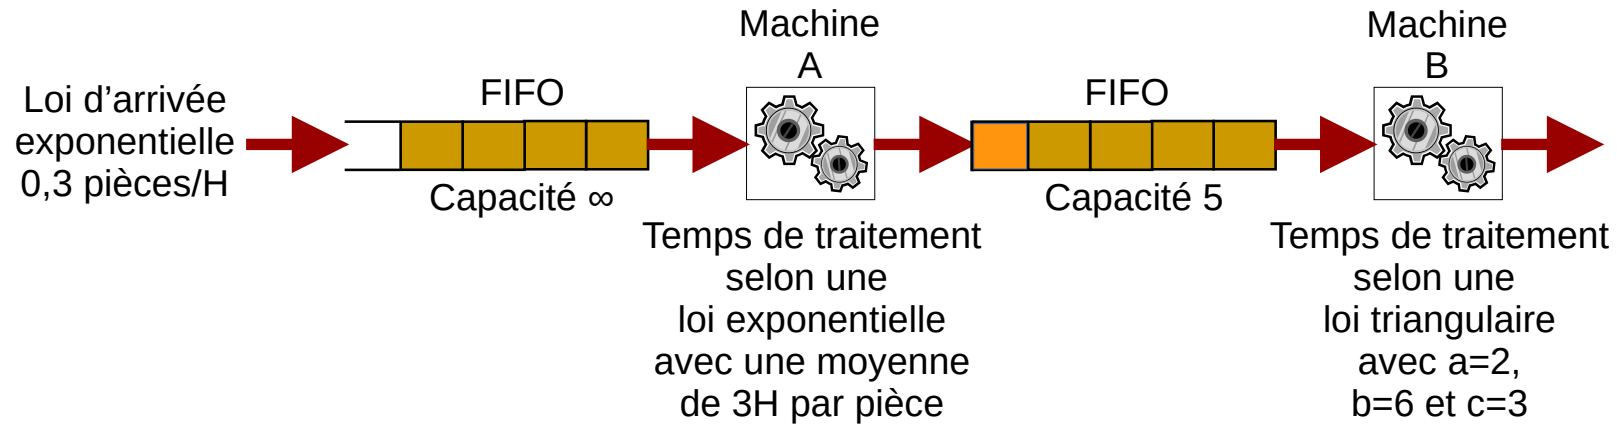 Loi d’arrivée
exponentielle
0,3 pièces/H
FIFO
Capacité ∞
Machine
A
Temps de traitement
selon une
loi exponentielle
avec une moyenne
de 3H par pièce
FIFO
Capacité 5
Machine
B
Temps de traitement
selon une
loi triangulaire
avec a=2,
b=6 et c=3